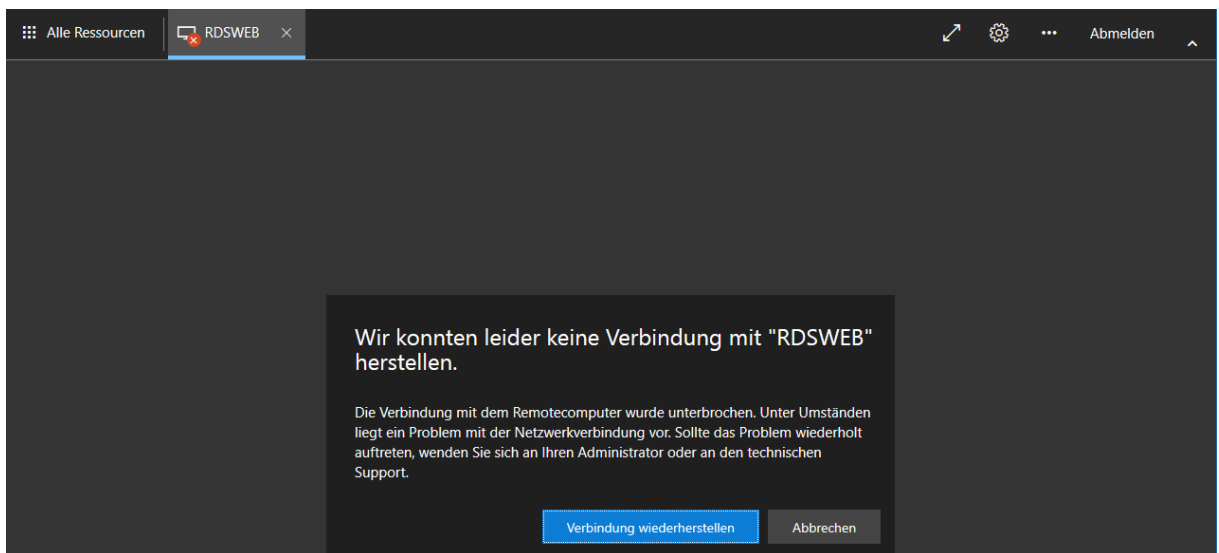 Alle Ressourcen
RDSWEB
Abmelden
Wir konnten leider keine Verbindung mit "RDSWEB"
herstellen.
Die Verbindung mit dem Remotecomputer wurde unterbrochen. Unter Umständen
liegt ein Problem mit der Netzwerkverbindung vor. Sollte das Problem wiederholt
auftreten, wenden Sie sich an Ihren Administrator oder an den technischen
Support.
Verbindung wiederherstellen
Abbrechen